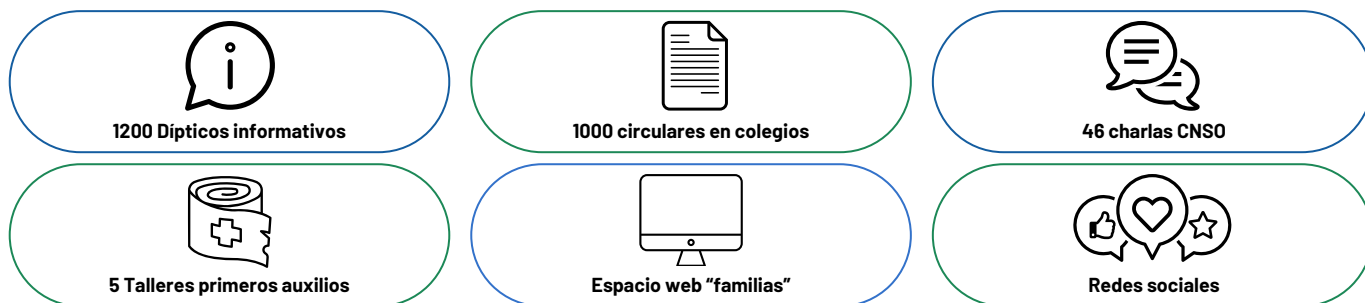 1200 Dípticos informativos
1000 circulares en colegios
46 charlas CNSO
5 Talleres primeros auxilios
Espacio web “familias”
Redes sociales